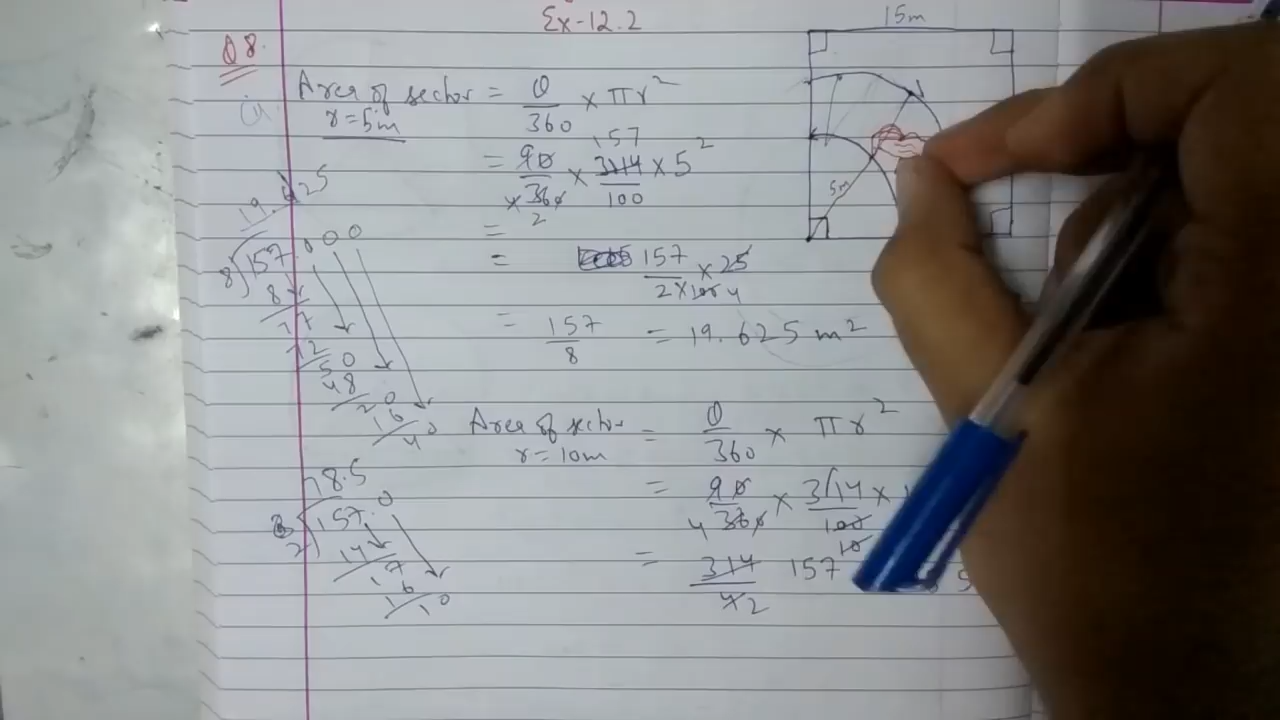 Ex-12.2
15m
Q8.
(i) Area of sector = θ/360 × πr²
r=5m
= 90/360 × 314/100 × 5²
157
2
5m
=
= 157/2×100 × 25
4
= 157/8 = 19.625 m²
19.625
8)157.000
8
77
72
50
48
20
16
40
Area of sector = θ/360 × πr²
r=10m
= 90/360 × 314/100 ×
4
10
= 314/4 157
2
5
78.5
2)157.0
14
17
16
10